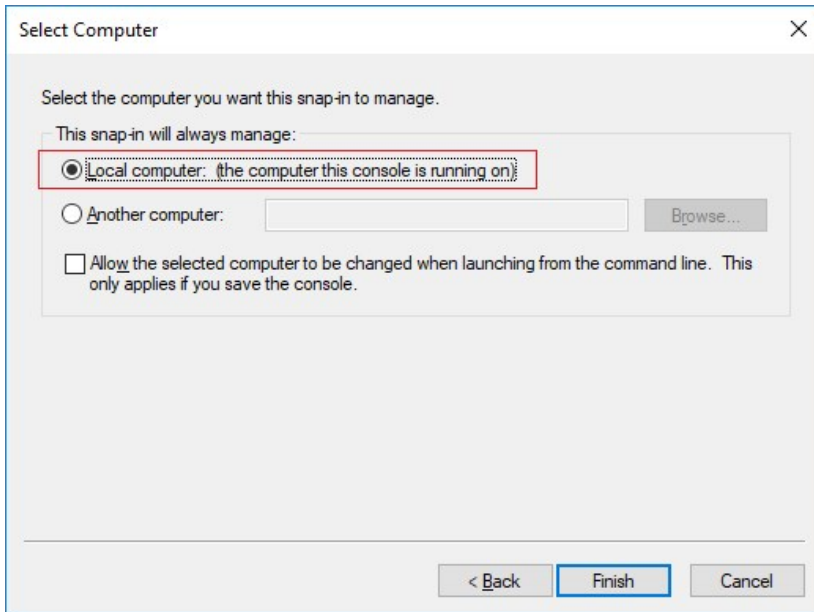 Select Computer
Select the computer you want this snap-in to manage.
This snap-in will always manage:
Local computer:  (the computer this console is running on)
Another computer:
Browse...
Allow the selected computer to be changed when launching from the command line.  This
only applies if you save the console.
< Back
Finish
Cancel